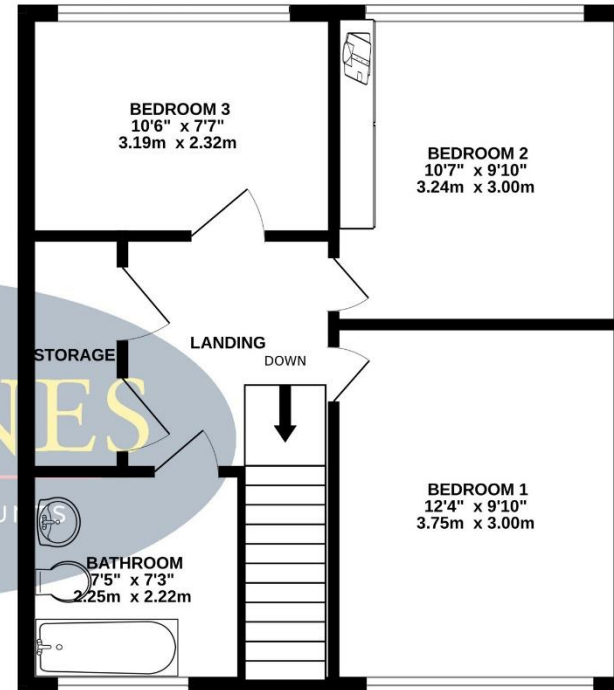 BEDROOM 3
10'6" x 7'7"
3.19m x 2.32m
BEDROOM 2
10'7" x 9'10"
3.24m x 3.00m
LANDING
DOWN
STORAGE
NES
BEDROOM 1
12'4" x 9'10"
3.75m x 3.00m
BATHROOM
7'5" x 7'3"
2.25m x 2.22m